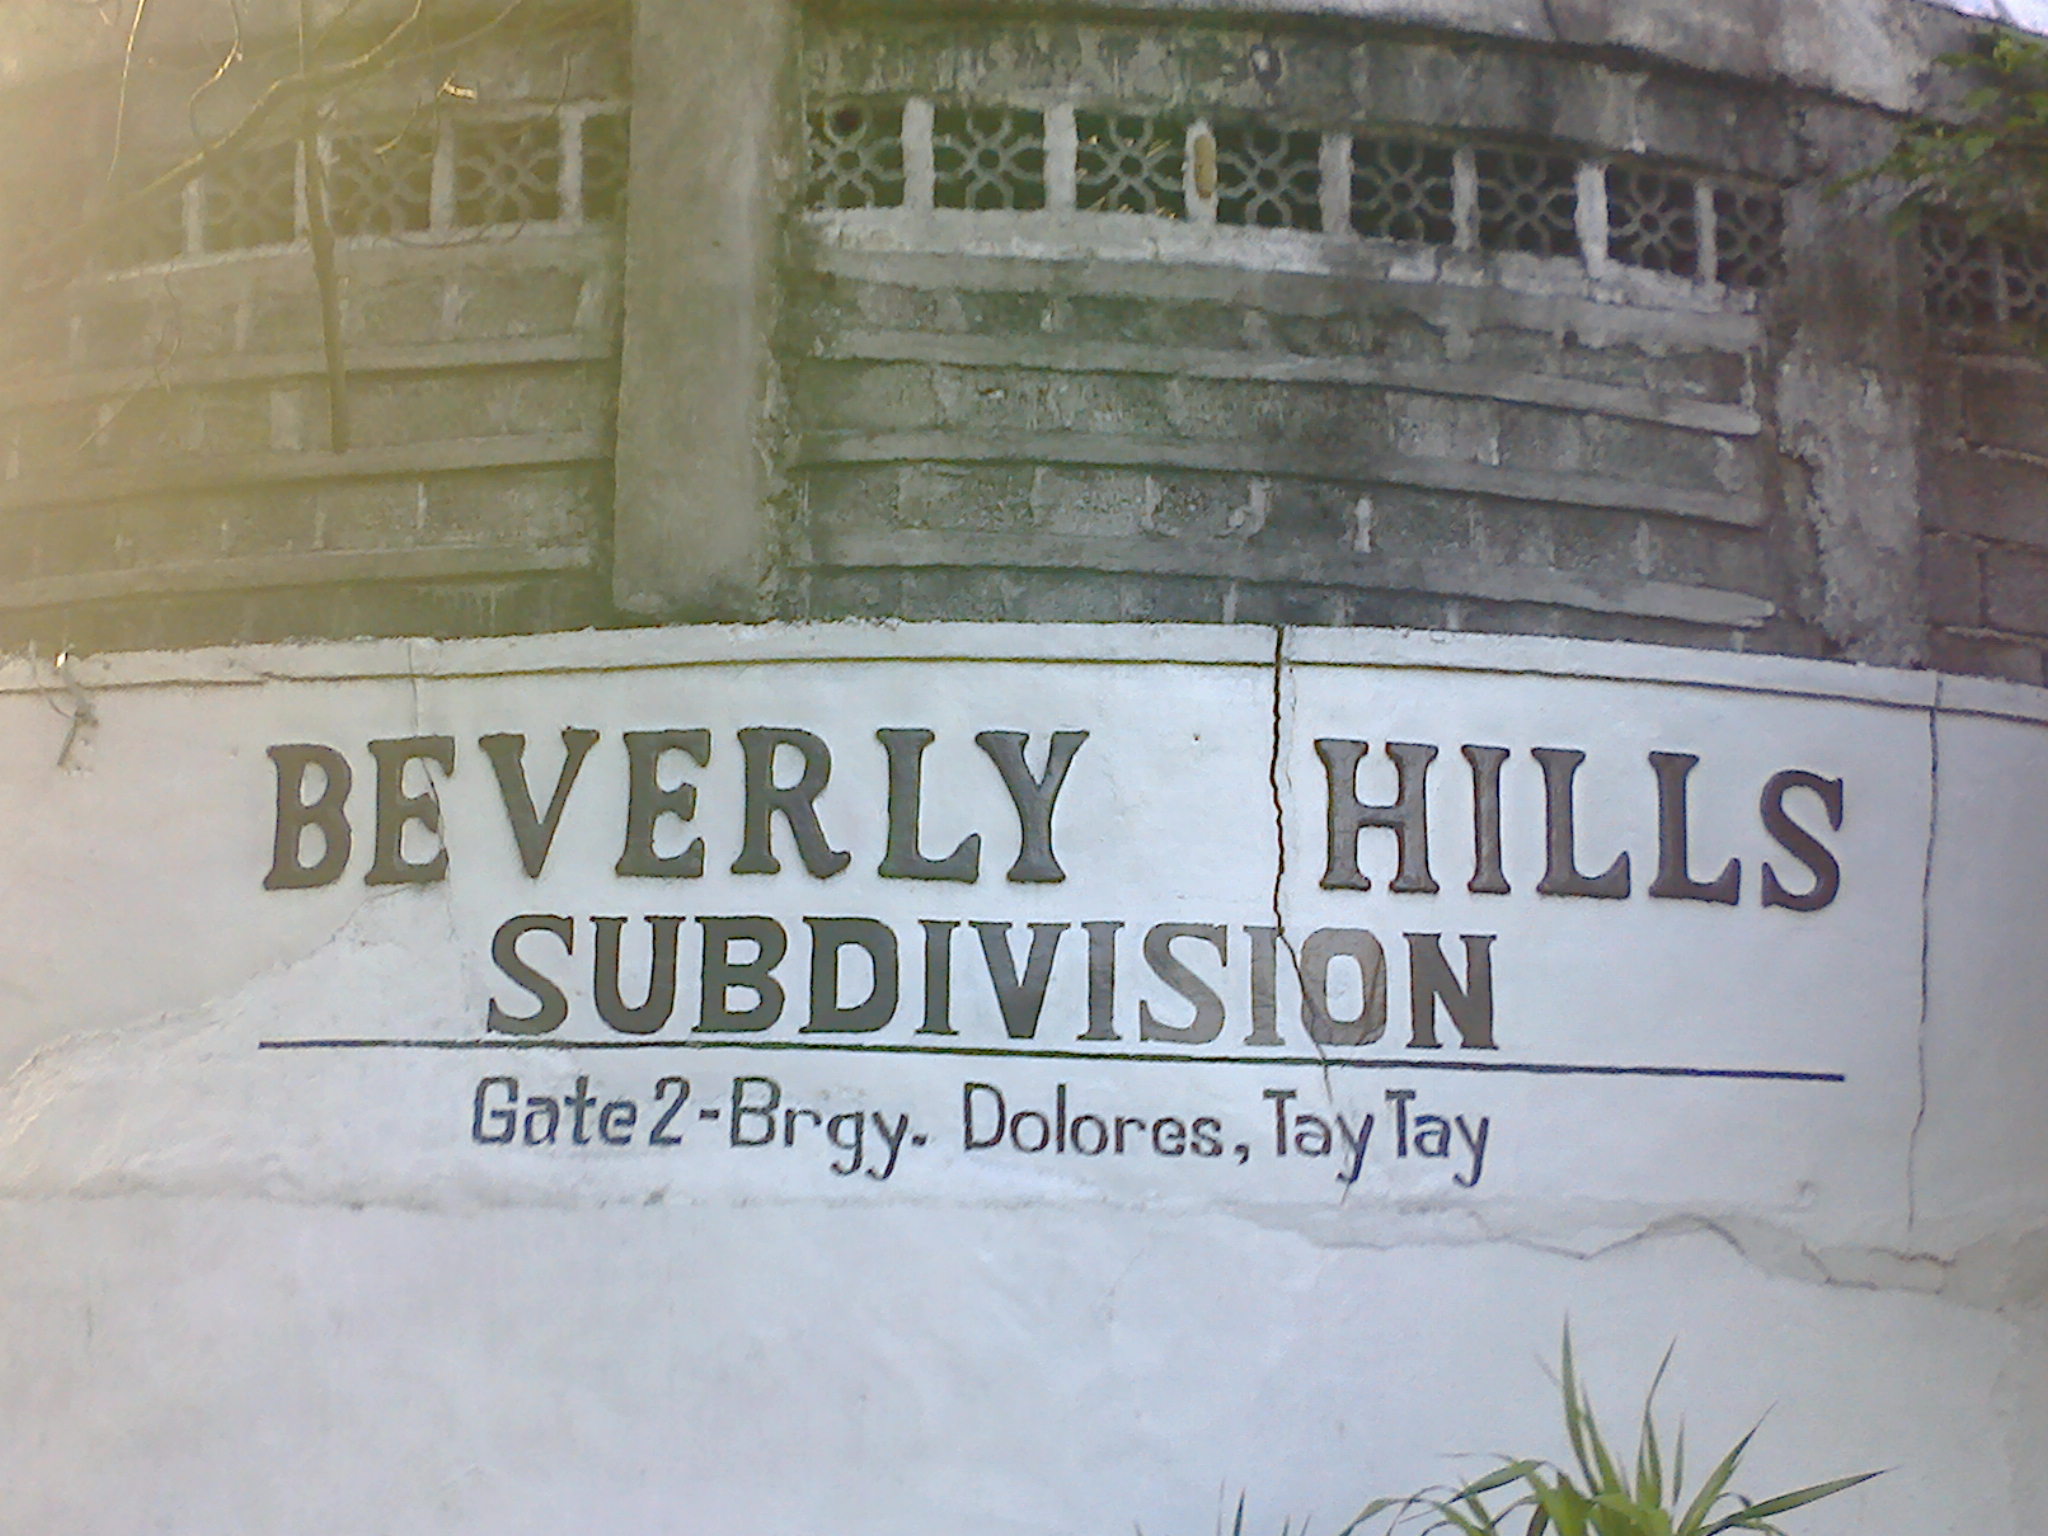 BEVERLY HILLS
SUBDIVISION
Gate 2-Brgy. Dolores, Tay Tay